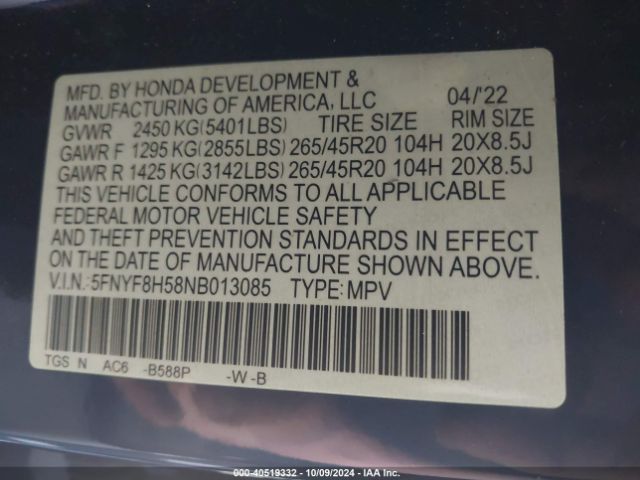 MFD. BY HONDA DEVELOPMENT &
MANUFACTURING OF AMERICA, LLC 04/'22
GVWR 2450 KG(5401LBS) TIRE SIZE RIM SIZE
GAWR F 1295 KG(2855LBS) 265/45R20 104H 20X8.5J
GAWR R 1425 KG(3142LBS) 265/45R20 104H 20X8.5J
THIS VEHICLE CONFORMS TO ALL APPLICABLE
FEDERAL MOTOR VEHICLE SAFETY
AND THEFT PREVENTION STANDARDS IN EFFECT
ON THE DATE OF MANUFACTURE SHOWN ABOVE.
V.I.N.:5FNYF8H58NB013085 TYPE:MPV
TGS N AC6 -B588P -W -B
000-40519332 - 10/09/2024 - IAA Inc.